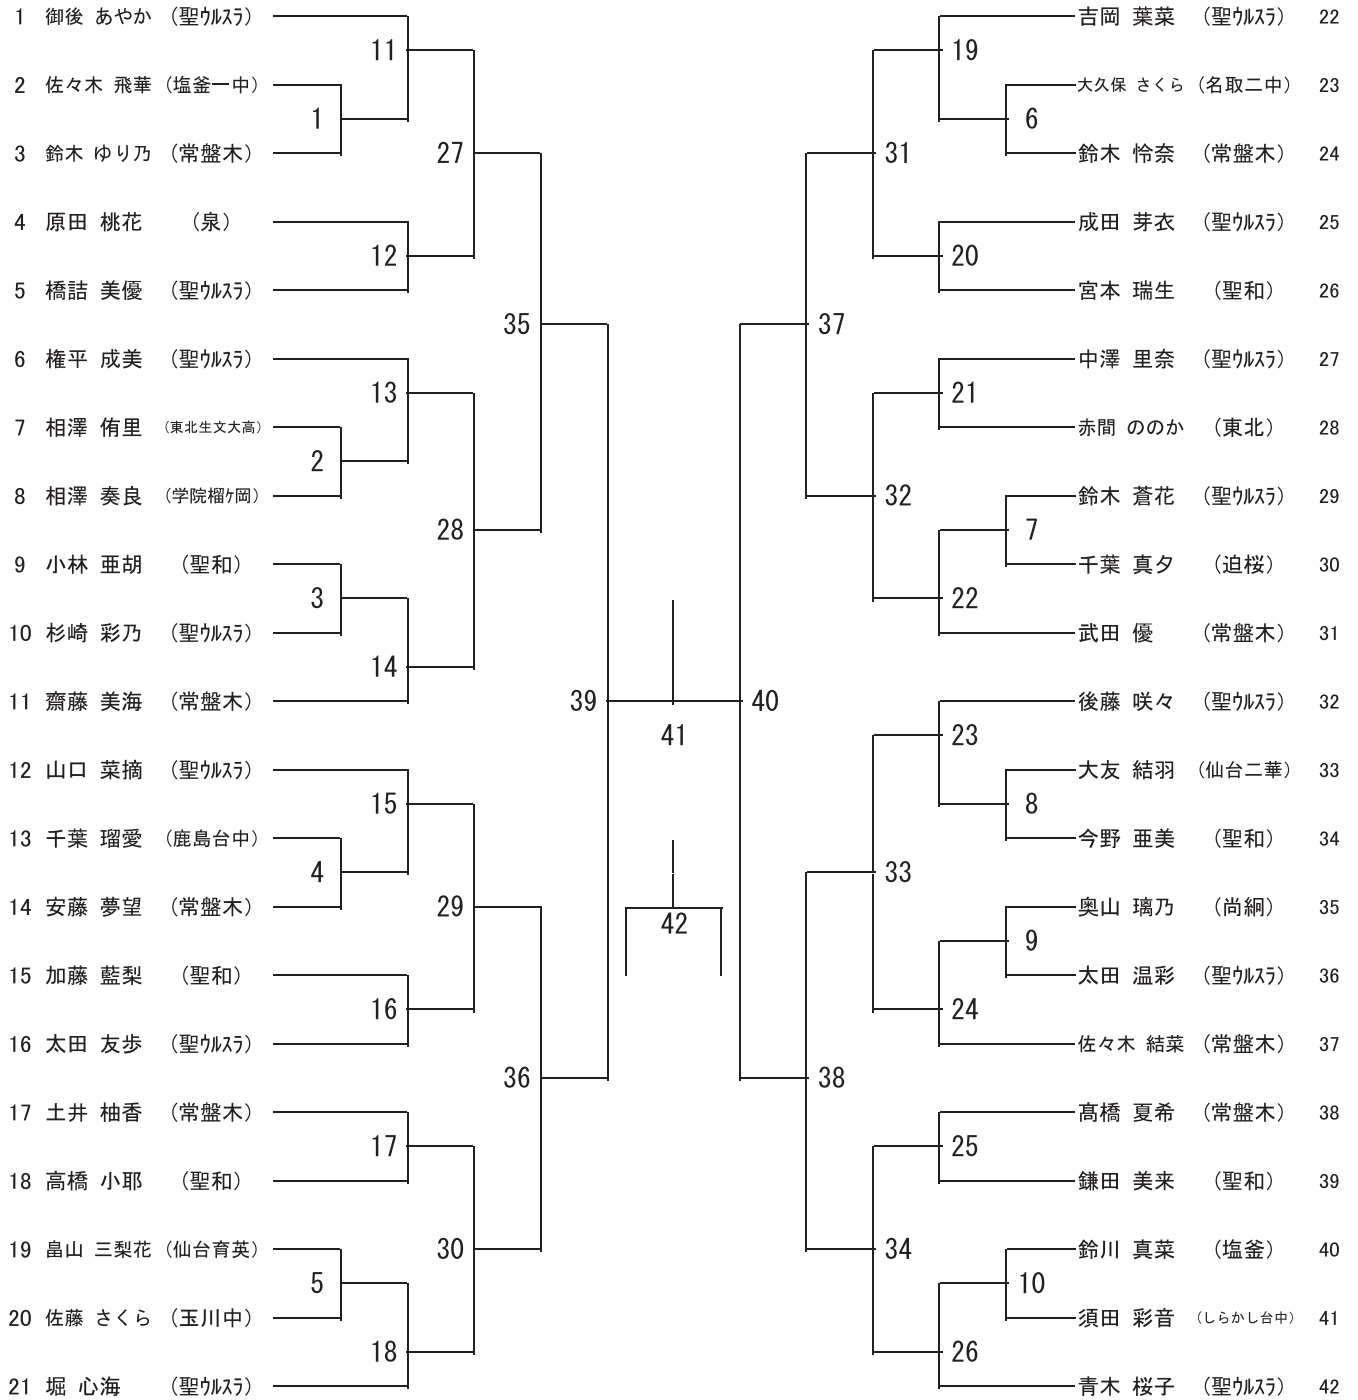 1 御後 あやか (聖ｳﾙｽﾗ)
2 佐々木 飛華 (塩釜一中)
3 鈴木 ゆり乃 (常盤木)
4 原田 桃花 (泉)
5 橋詰 美優 (聖ｳﾙｽﾗ)
6 権平 成美 (聖ｳﾙｽﾗ)
7 相澤 侑里 (東北生文大高)
8 相澤 奏良 (学院榴ｹ岡)
9 小林 亜胡 (聖和)
10 杉崎 彩乃 (聖ｳﾙｽﾗ)
11 齋藤 美海 (常盤木)
12 山口 菜摘 (聖ｳﾙｽﾗ)
13 千葉 瑠愛 (鹿島台中)
14 安藤 夢望 (常盤木)
15 加藤 藍梨 (聖和)
16 太田 友歩 (聖ｳﾙｽﾗ)
17 土井 柚香 (常盤木)
18 高橋 小耶 (聖和)
19 畠山 三梨花 (仙台育英)
20 佐藤 さくら (玉川中)
21 堀 心海 (聖ｳﾙｽﾗ)
1
2
3
4
5
11
12
13
14
15
16
17
18
27
28
29
30
35
36
39
41
42
40
37
38
31
32
33
34
19
20
21
22
23
24
25
26
6
7
8
9
10
吉岡 葉菜 (聖ｳﾙｽﾗ) 22
大久保 さくら (名取二中) 23
鈴木 怜奈 (常盤木) 24
成田 芽衣 (聖ｳﾙｽﾗ) 25
宮本 瑞生 (聖和) 26
中澤 里奈 (聖ｳﾙｽﾗ) 27
赤間 ののか (東北) 28
鈴木 蒼花 (聖ｳﾙｽﾗ) 29
千葉 真夕 (迫桜) 30
武田 優 (常盤木) 31
後藤 咲々 (聖ｳﾙｽﾗ) 32
大友 結羽 (仙台二華) 33
今野 亜美 (聖和) 34
奥山 璃乃 (尚絅) 35
太田 温彩 (聖ｳﾙｽﾗ) 36
佐々木 結菜 (常盤木) 37
髙橋 夏希 (常盤木) 38
鎌田 美来 (聖和) 39
鈴川 真菜 (塩釜) 40
須田 彩音 (しらかし台中) 41
青木 桜子 (聖ｳﾙｽﾗ) 42